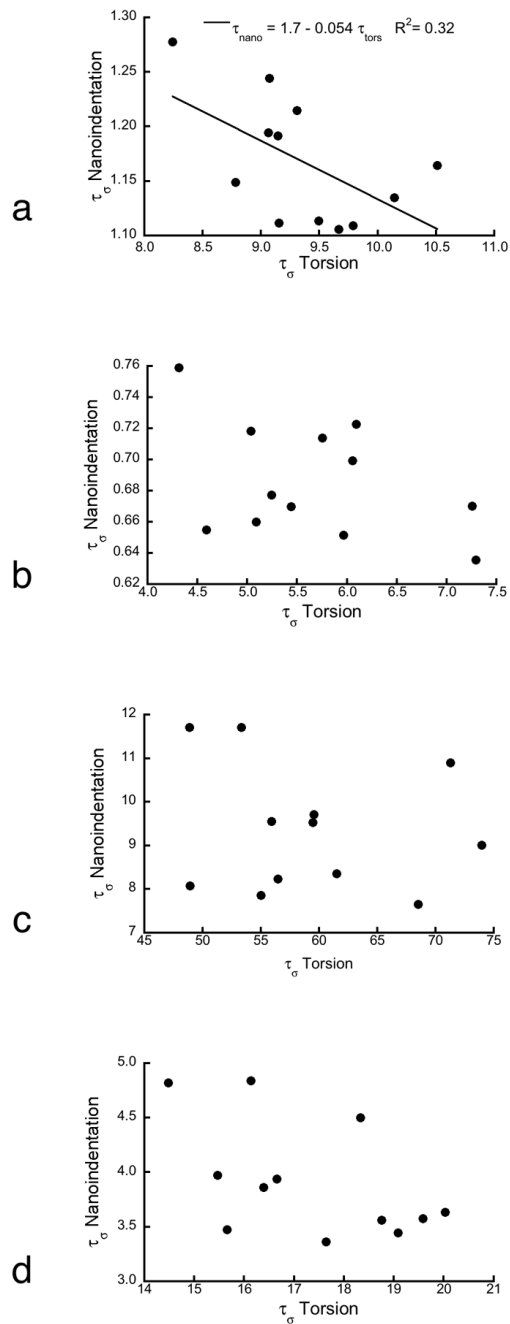 1.30
τnano = 1.7 - 0.054 τtors R²= 0.32
1.25
1.20
1.15
1.10
τσ Nanoindentation
a
8.0 8.5 9.0 9.5 10.0 10.5 11.0
τσ Torsion
0.76
0.74
0.72
0.70
0.68
0.66
0.64
0.62
τσ Nanoindentation
b
4.0 4.5 5.0 5.5 6.0 6.5 7.0 7.5
τσ Torsion
12
11
10
9
8
7
τσ Nanoindentation
c
45 50 55 60 65 70 75
τσ Torsion
5.0
4.5
4.0
3.5
3.0
τσ Nanoindentation
d
14 15 16 17 18 19 20 21
τσ Torsion